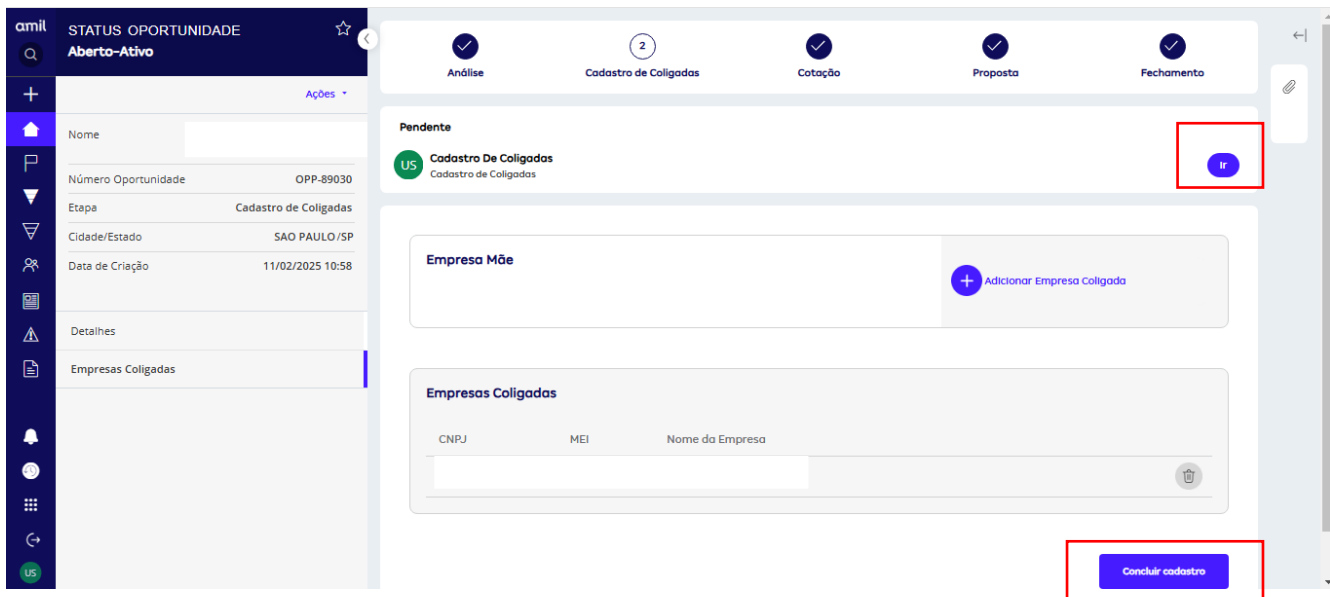 amil
STATUS OPORTUNIDADE
Aberto-Ativo
Ações
Nome
Número Oportunidade OPP-89030
Etapa Cadastro de Coligadas
Cidade/Estado SAO PAULO/SP
Data de Criação 11/02/2025 10:58
Detalhes
Empresas Coligadas
US
2
Análise Cadastro de Coligadas Cotação Proposta Fechamento
Pendente
US
Cadastro De Coligadas
Cadastro de Coligadas
Ir
Empresa Mãe
Adicionar Empresa Coligada
Empresas Coligadas
CNPJ MEI Nome da Empresa
Concluir cadastro